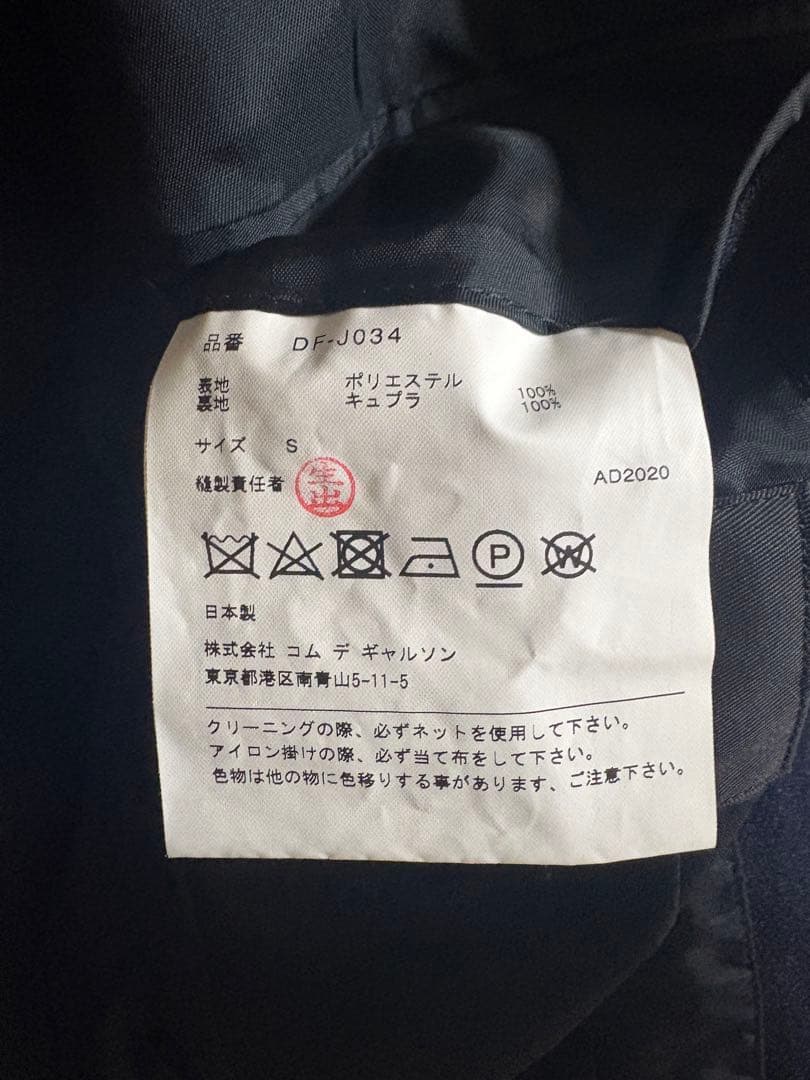 品番 DF-J034
表地 ポリエステル 100%
裏地 キュプラ 100%
サイズ S
縫製責任者 生出 AD2020
P W
日本製
株式会社 コム デ ギャルソン
東京都港区南青山5-11-5
クリーニングの際、必ずネットを使用して下さい。
アイロン掛けの際、必ず当て布をして下さい。
色物は他の物に色移りする事があります、ご注意下さい。